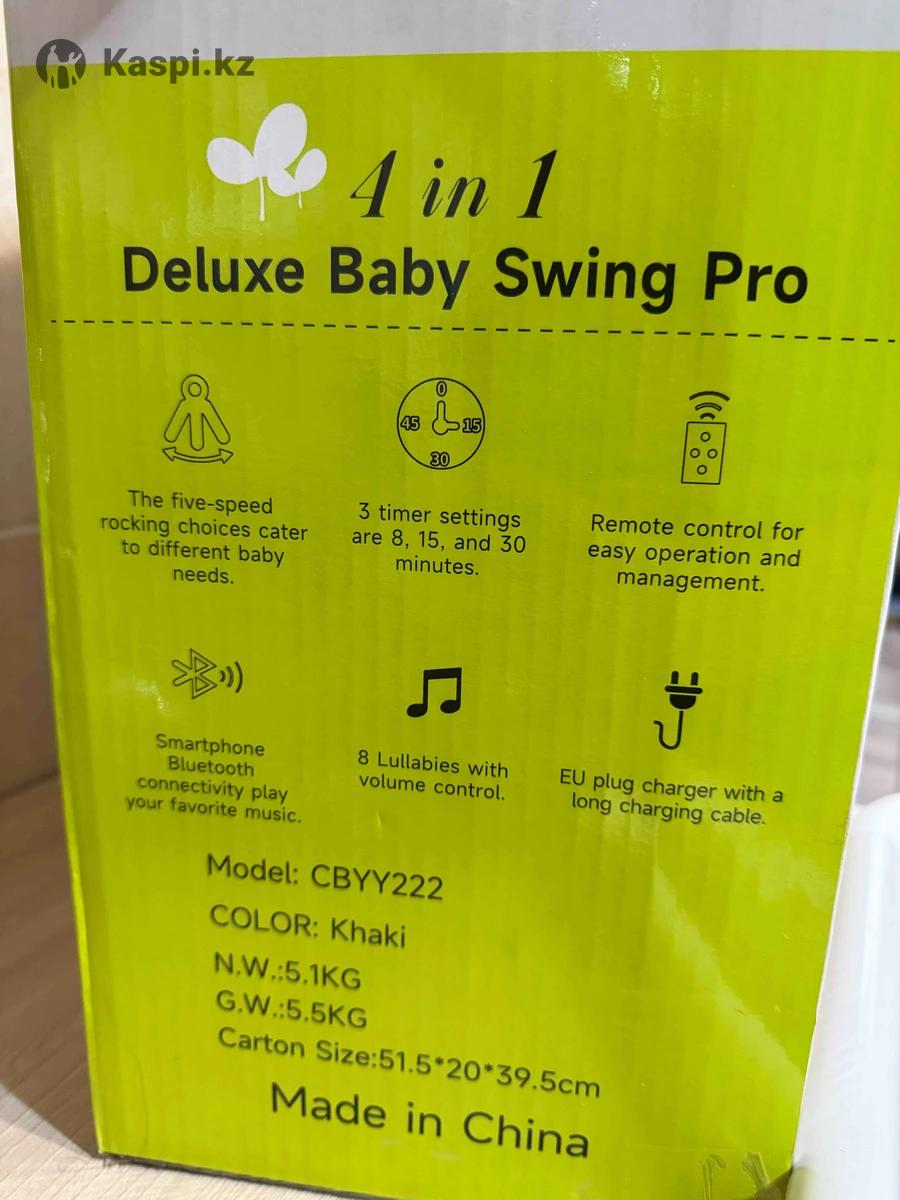 Kaspi.kz
4 in 1
Deluxe Baby Swing Pro
0
45 15
30
The five-speed
rocking choices cater
to different baby
needs.
3 timer settings
are 8, 15, and 30
minutes.
Remote control for
easy operation and
management.
Smartphone
Bluetooth
connectivity play
your favorite music.
8 Lullabies with
volume control.
EU plug charger with a
long charging cable.
Model: CBYY222
COLOR: Khaki
N.W.:5.1KG
G.W.:5.5KG
Carton Size:51.5*20*39.5cm
Made in China